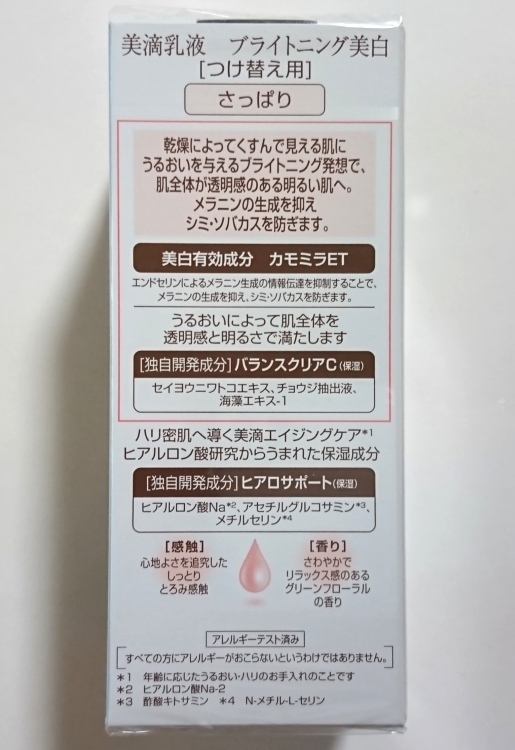 美滴乳液　ブライトニング美白
[つけ替え用]
さっぱり
乾燥によってくすんで見える肌に
うるおいを与えるブライトニング発想で、
肌全体が透明感のある明るい肌へ。
メラニンの生成を抑え
シミ・ソバカスを防ぎます。
美白有効成分　カモミラET
エンドセリンによるメラニン生成の情報伝達を抑制することで、
メラニンの生成を抑え、シミ・ソバカスを防ぎます。
うるおいによって肌全体を
透明感と明るさで満たします
[独自開発成分]バランスクリアC(保湿)
セイヨウニワトコエキス、チョウジ抽出液、
海藻エキス-1
ハリ密肌へ導く美滴エイジングケア*1
ヒアルロン酸研究からうまれた保湿成分
[独自開発成分]ヒアロサポート(保湿)
ヒアルロン酸Na*2、アセチルグルコサミン*3、
メチルセリン*4
[感触]
心地よさを追究した
しっとり
とろみ感触
[香り]
さわやかで
リラックス感のある
グリーンフローラル
の香り
アレルギーテスト済み
[すべての方にアレルギーがおこらないというわけではありません。]
*1　年齢に応じたうるおい・ハリのお手入れのことです
*2　ヒアルロン酸Na-2
*3　酢酸キトサミン　*4　N-メチル-L-セリン